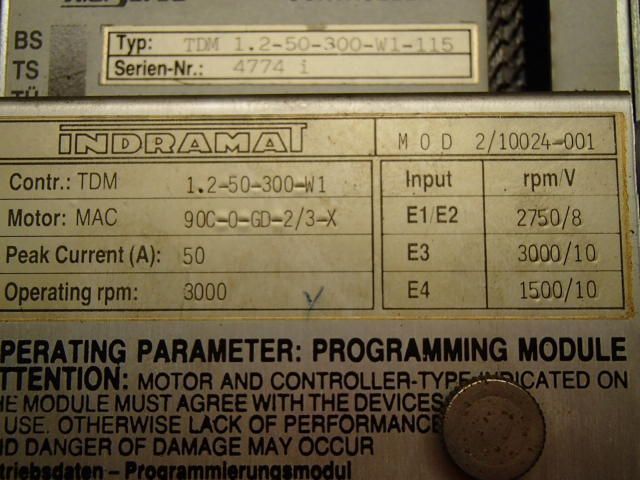 BS
Typ: TDM 1.2-50-300-W1-115
TS
Serien-Nr.: 4774 i
INDRAMAT
MOD 2/10024-001
Contr.: TDM 1.2-50-300-W1
Input rpm/V
Motor: MAC 90C-0-GD-2/3-X
E1/E2 2750/8
Peak Current (A): 50
E3 3000/10
Operating rpm: 3000
E4 1500/10
PERATING PARAMETER: PROGRAMMING MODULE
TTENTION: MOTOR AND CONTROLLER-TYPE INDICATED ON
HE MODULE MUST AGREE WITH THE DEVICES
USE. OTHERWISE LACK OF PERFORMANCE
ND DANGER OF DAMAGE MAY OCCUR
triebsdaten – Programmierungsmodul